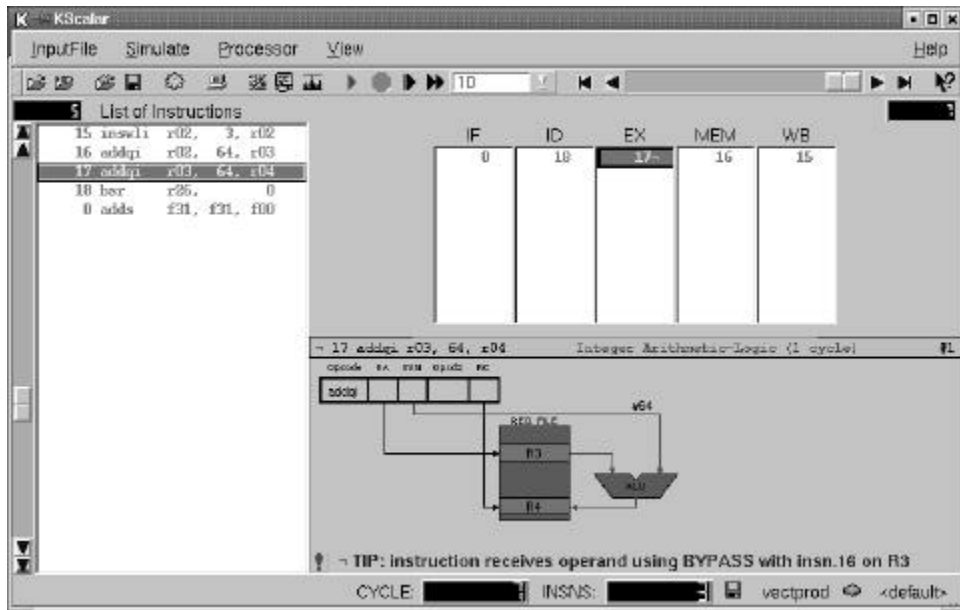 K KScalar
InputFile Simulate Processor View Help
10
5 List of Instructions
15 inswli r02, 3, r02
16 addqi r02, 64, r03
17 addqi r03, 64, r04
18 bsr r26, 0
0 adds f31, f31, f00
IF ID EX MEM WB
0 18 17¬ 16 15
¬ 17 addqi r03, 64, r04 Integer Arithmetic-Logic (1 cycle) #1
Opcode RA RC
addqi
#64
REG FILE
R3
ALU
R4
¬ TIP: instruction receives operand using BYPASS with insn.16 on R3
CYCLE: INSNS: vectprod <default>